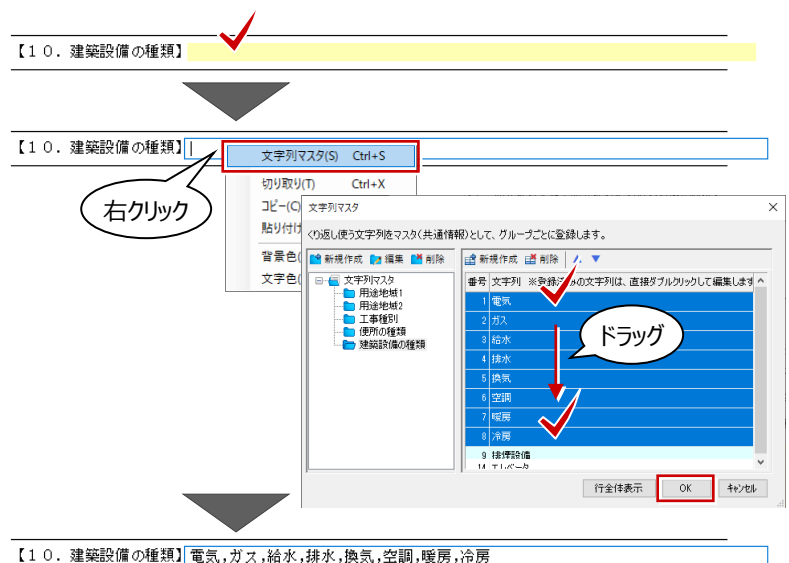 【１０．建築設備の種類】
【１０．建築設備の種類】
文字列マスタ(S) Ctrl+S
切り取り(T) Ctrl+X
コピー(C)
貼り付け
背景色(
文字色(
右クリック
文字列マスタ
くり返し使う文字列をマスタ(共通情報)として、グループごとに登録します。
新規作成 編集 削除
文字列マスタ
用途地域1
用途地域2
工事種別
便所の種類
建築設備の種類
新規作成 削除
番号 文字列 ※登録済みの文字列は、直接ダブルクリックして編集します
1 電気
2 ガス
3 給水
4 排水
5 換気
6 空調
7 暖房
8 冷房
9 排煙設備
14 エレベータ
ドラッグ
行全体表示 OK キャンセル
【１０．建築設備の種類】電気,ガス,給水,排水,換気,空調,暖房,冷房